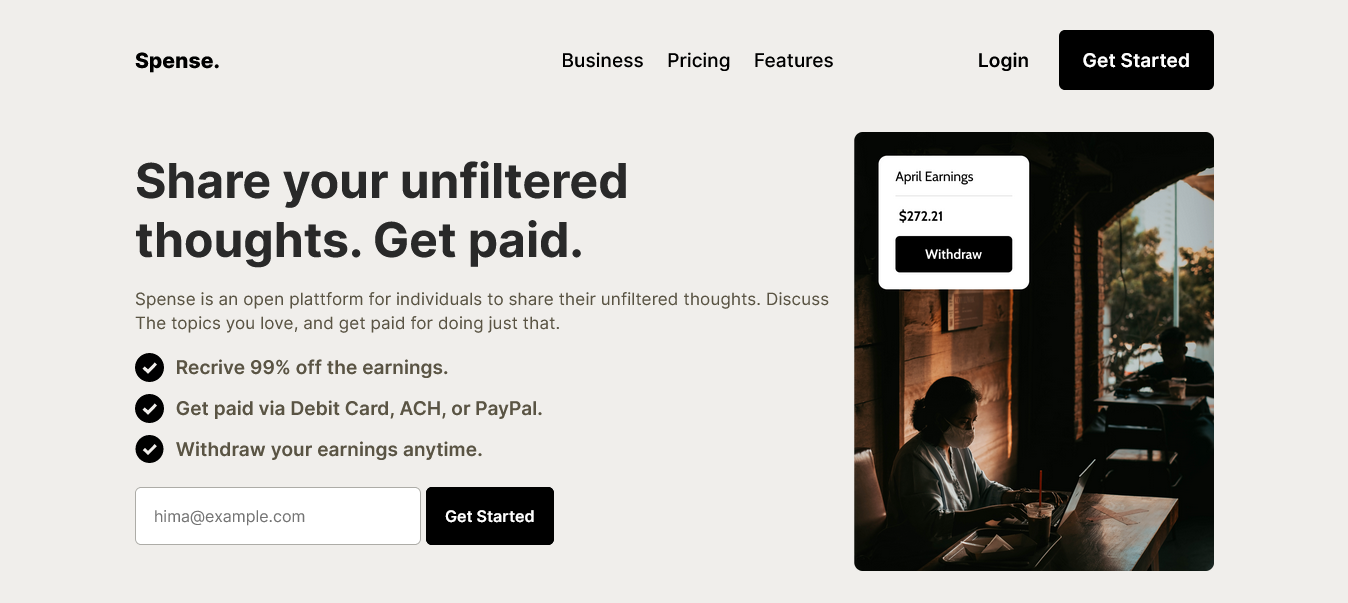 Spense.
Business Pricing Features
Login
Get Started
Share your unfiltered
thoughts. Get paid.
Spense is an open plattform for individuals to share their unfiltered thoughts. Discuss
The topics you love, and get paid for doing just that.
Recrive 99% off the earnings.
Get paid via Debit Card, ACH, or PayPal.
Withdraw your earnings anytime.
hima@example.com
Get Started
April Earnings
$272.21
Withdraw